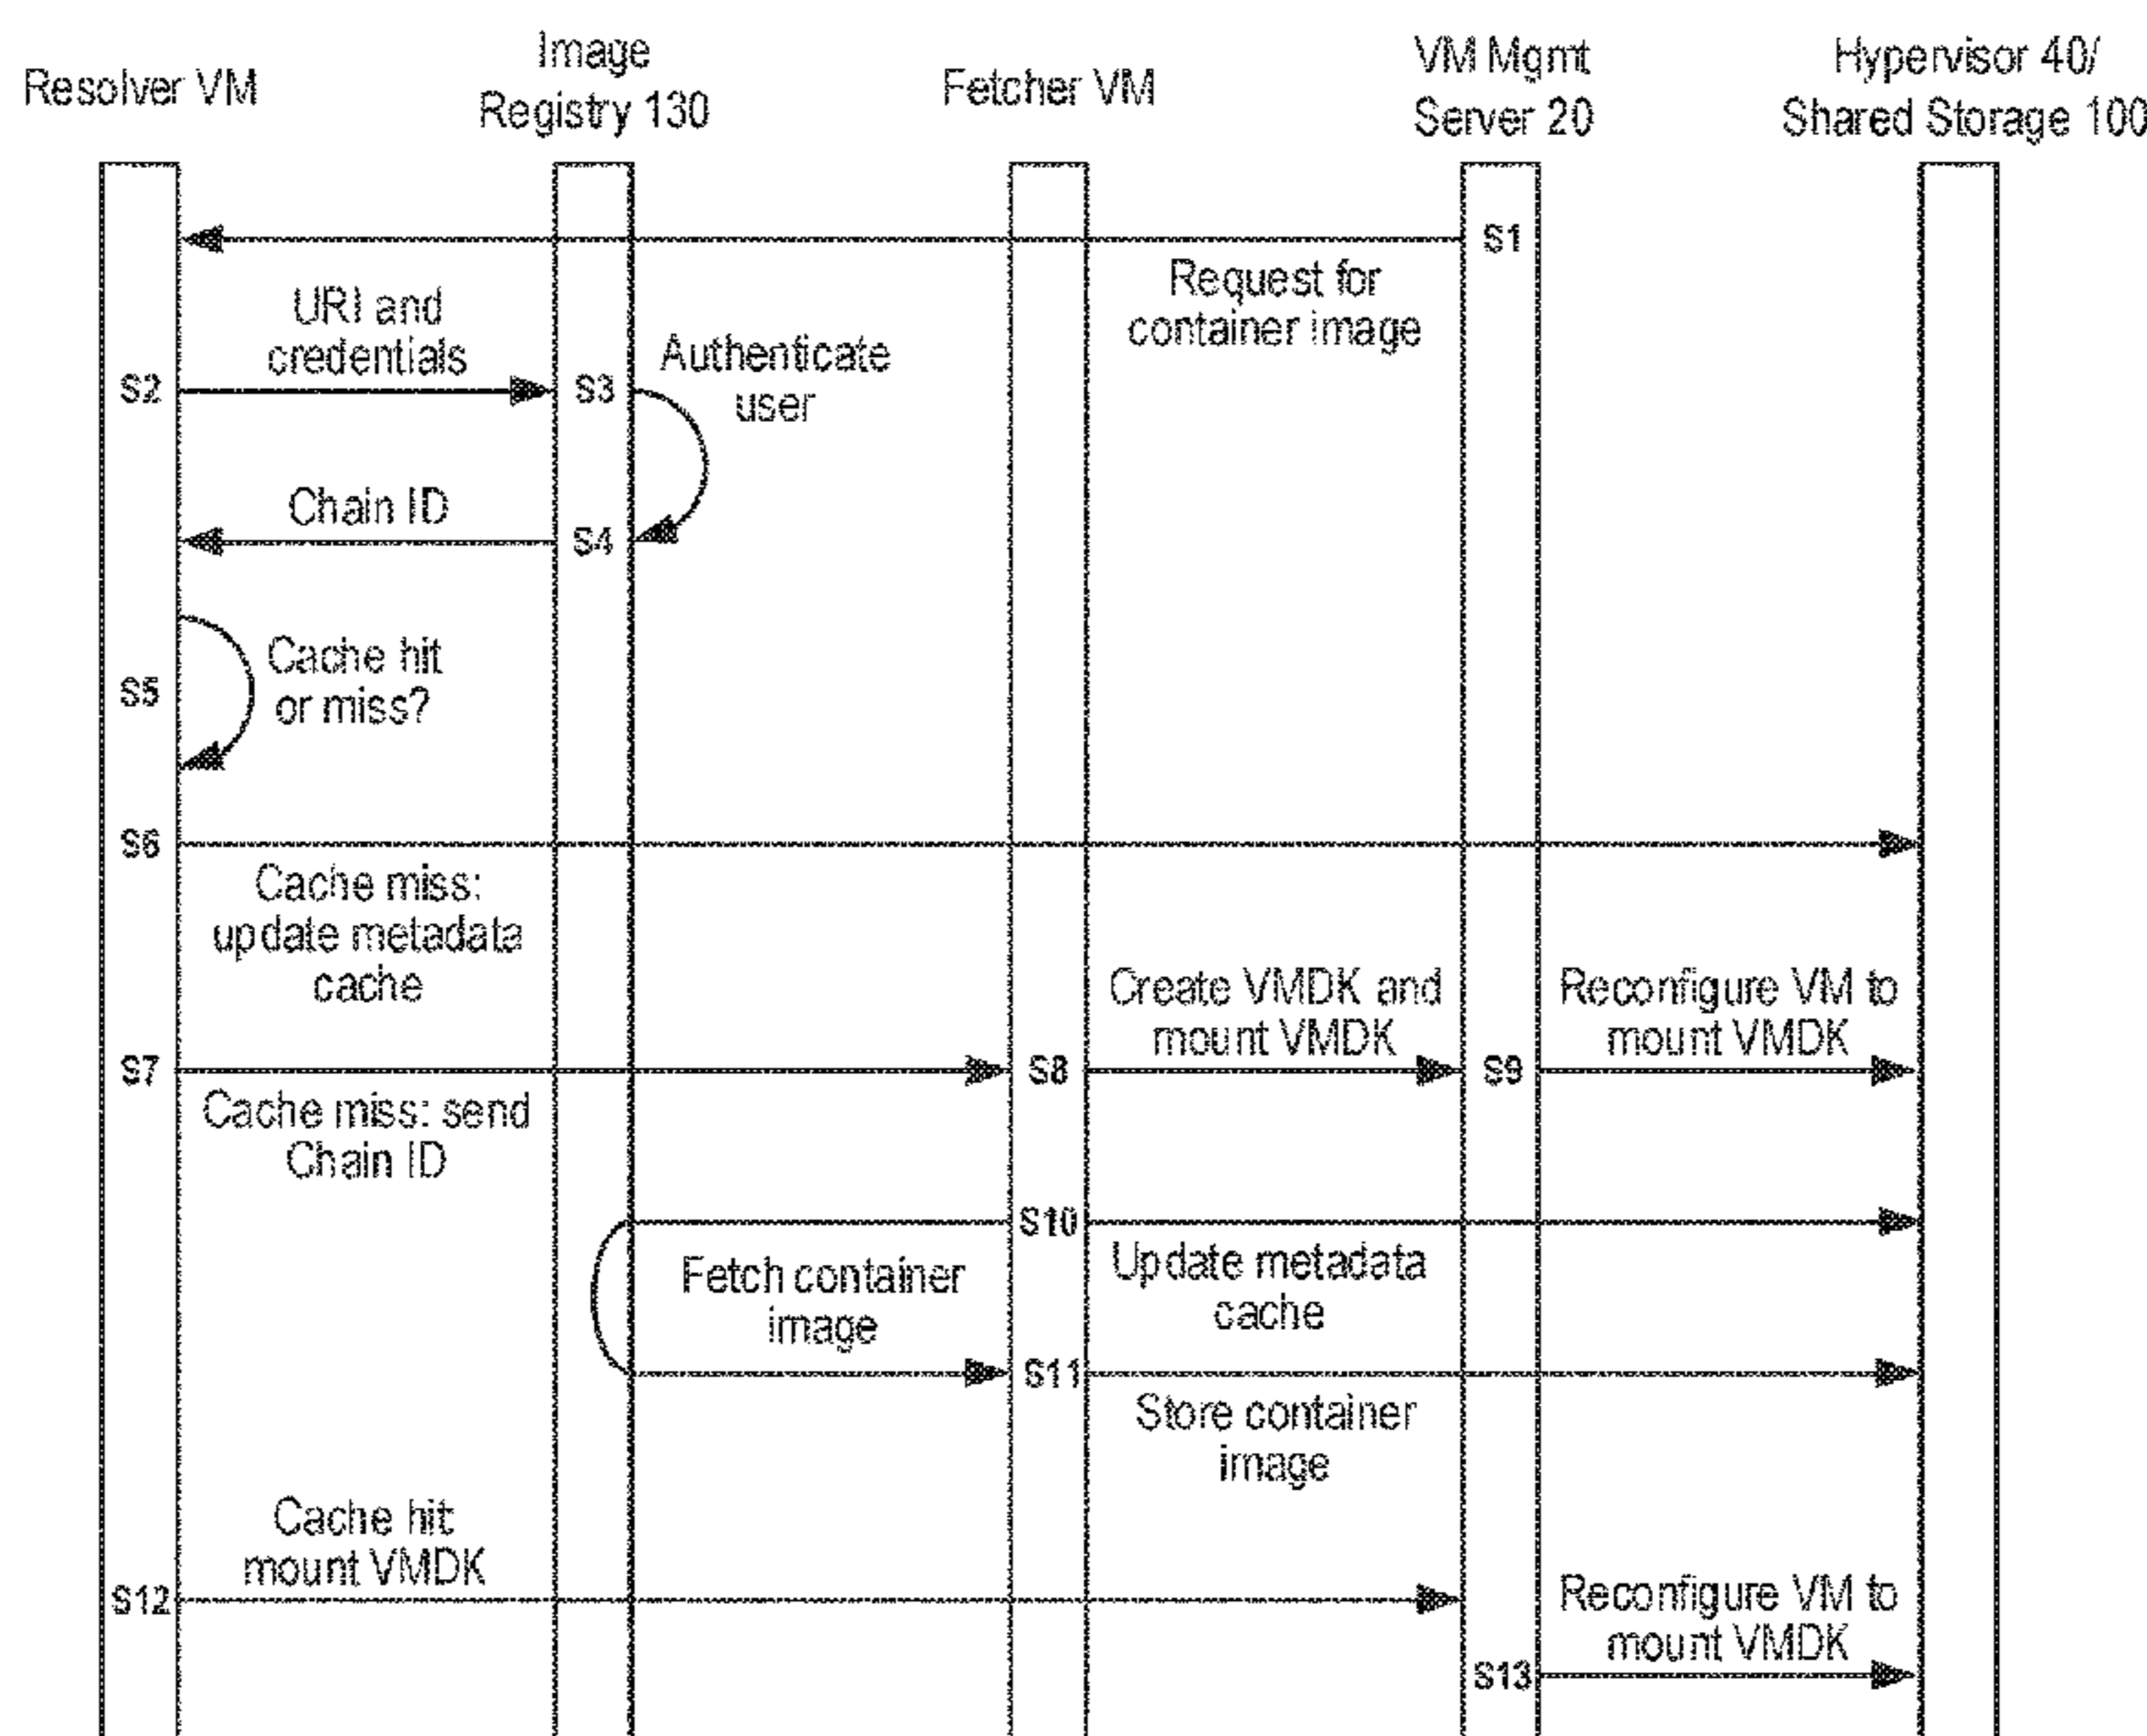 Resolver VM
Image
Registry 130
Fetcher VM
VM Mgmt
Server 20
Hypervisor 40/
Shared Storage 100
S1
Request for
container image
URI and
credentials
S2
S3
Authenticate
user
Chain ID
S4
S5
Cache hit
or miss?
S6
Cache miss:
update metadata
cache
Create VMDK and
mount VMDK
Reconfigure VM to
mount VMDK
S7
S8
S9
Cache miss: send
Chain ID
S10
Fetch container
image
Update metadata
cache
S11
Store container
image
Cache hit:
mount VMDK
S12
Reconfigure VM to
mount VMDK
S13